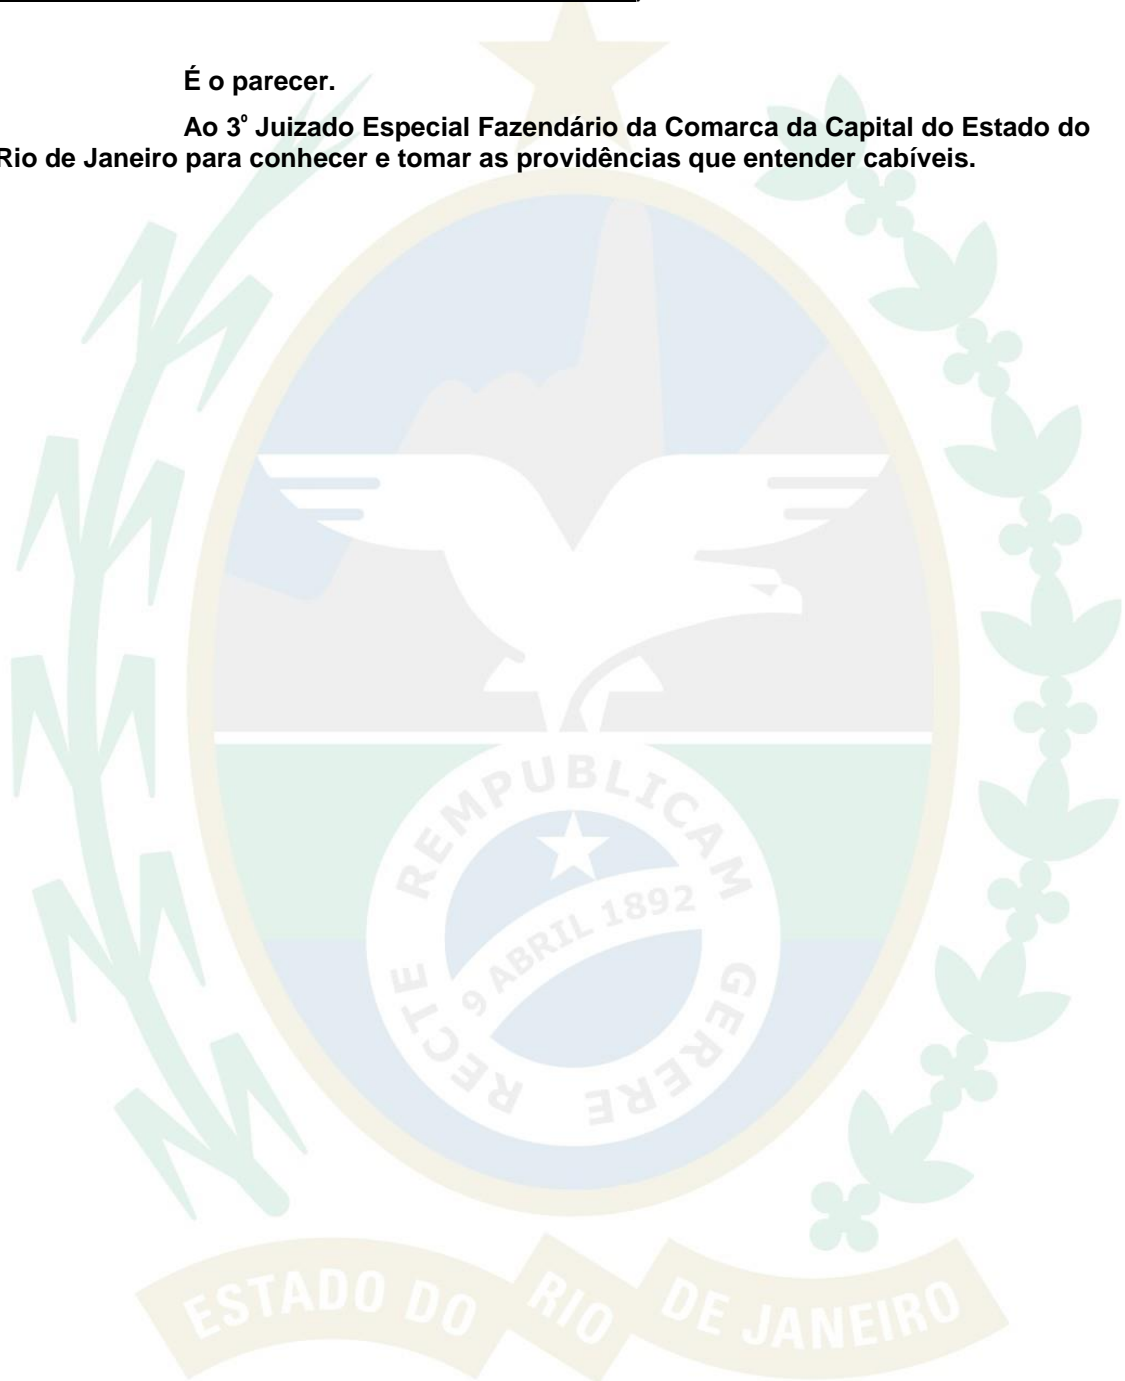 É o parecer.
Ao 3º Juizado Especial Fazendário da Comarca da Capital do Estado do
Rio de Janeiro para conhecer e tomar as providências que entender cabíveis.
RECTE REMPUBLICAM GERERE
9 ABRIL 1892
ESTADO DO RIO DE JANEIRO